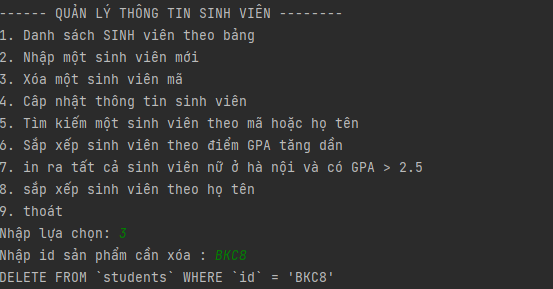 ------ QUẢN LÝ THÔNG TIN SINH VIÊN --------
1. Danh sách SINH viên theo bảng
2. Nhập một sinh viên mới
3. Xóa một sinh viên mã
4. Câp nhật thông tin sinh viên
5. Tìm kiếm một sinh viên theo mã hoặc họ tên
6. Sắp xếp sinh viên theo điểm GPA tăng dần
7. in ra tất cả sinh viên nữ ở hà nội và có GPA > 2.5
8. sắp xếp sinh viên theo họ tên
9. thoát
Nhập lựa chọn: 3
Nhập id sản phẩm cần xóa : BKC8
DELETE FROM `students` WHERE `id` = 'BKC8'